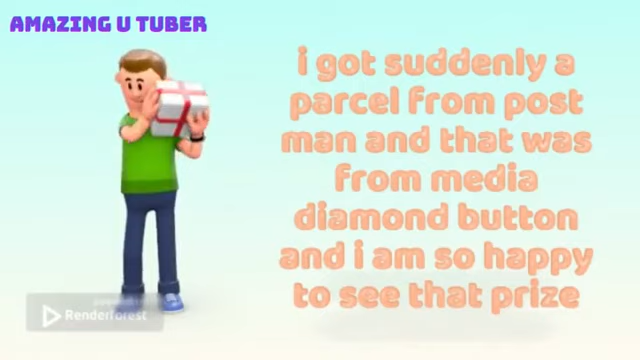 AMAZING U TUBER
i got suddenly a
parcel from post
man and that was
from media
diamond button
and i am so happy
to see that prize
Renderforest